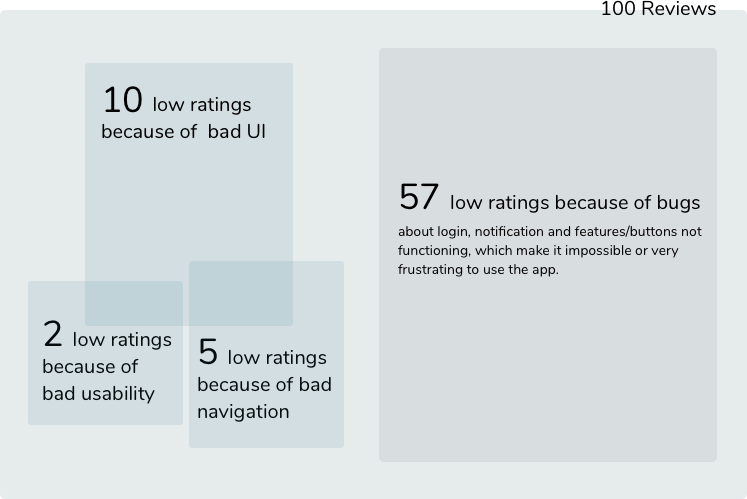 100 Reviews
10 low ratings
because of  bad UI
57 low ratings because of bugs
about login, notification and features/buttons not
functioning, which make it impossible or very
frustrating to use the app.
2 low ratings
because of
bad usability
5 low ratings
because of bad
navigation